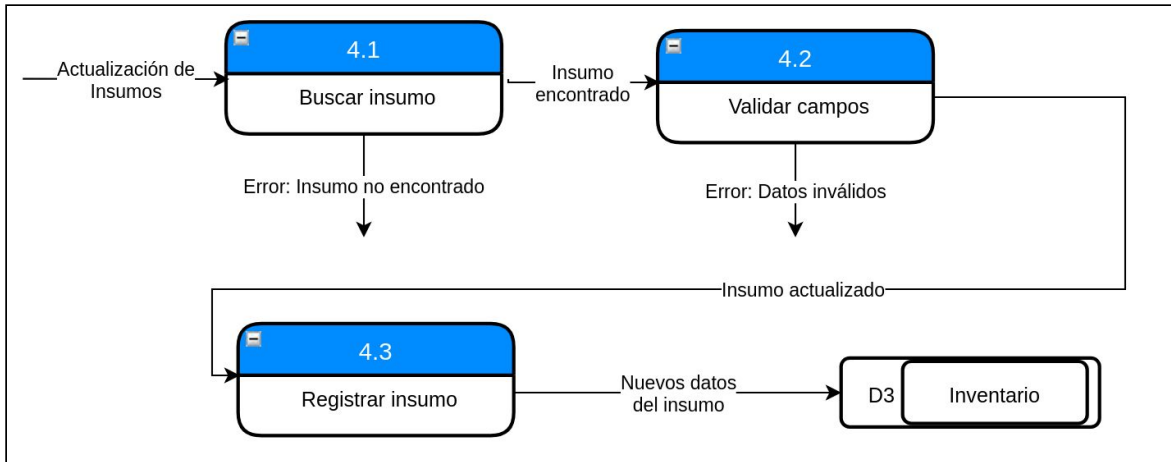 4.1
Buscar insumo
Actualización de
Insumos
Insumo
encontrado
4.2
Validar campos
Error: Insumo no encontrado
Error: Datos inválidos
Insumo actualizado
4.3
Registrar insumo
Nuevos datos
del insumo
D3
Inventario